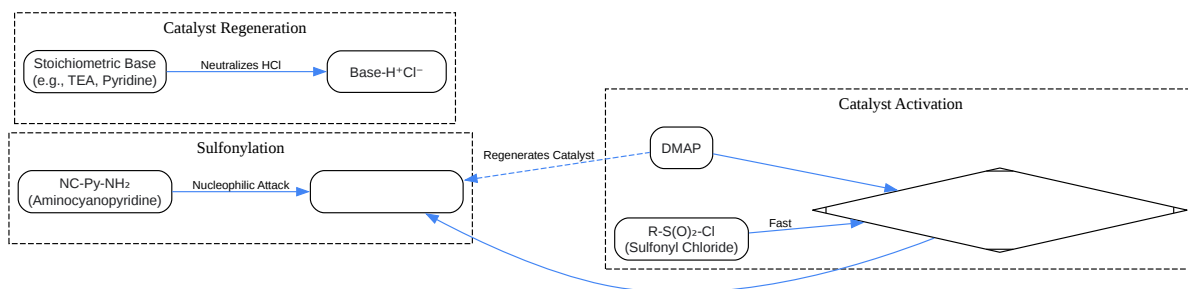 Catalyst Regeneration
Stoichiometric Base
(e.g., TEA, Pyridine)
Neutralizes HCl
Base-H⁺Cl⁻
Sulfonylation
NC-Py-NH₂
(Aminocyanopyridine)
Nucleophilic Attack
Regenerates Catalyst
Catalyst Activation
DMAP
R-S(O)₂-Cl
(Sulfonyl Chloride)
Fast